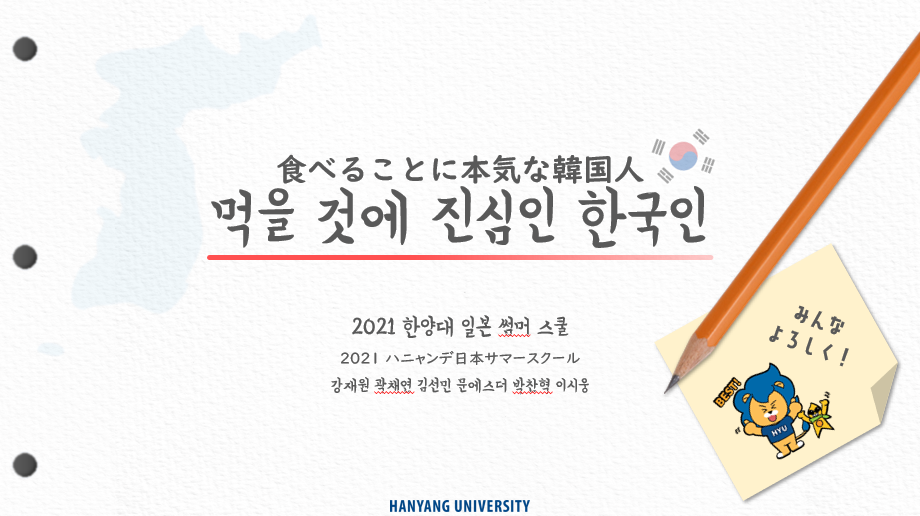 食べることに本気な韓国人
먹을 것에 진심인 한국인
2021 한양대 일본 썸머 스쿨
2021 ハニャンデ日本サマースクール
강재원 곽채연 김선민 문에스더 박찬혁 이시웅
みんな
よろしく！
BEST!
HYU
HANYANG UNIVERSITY